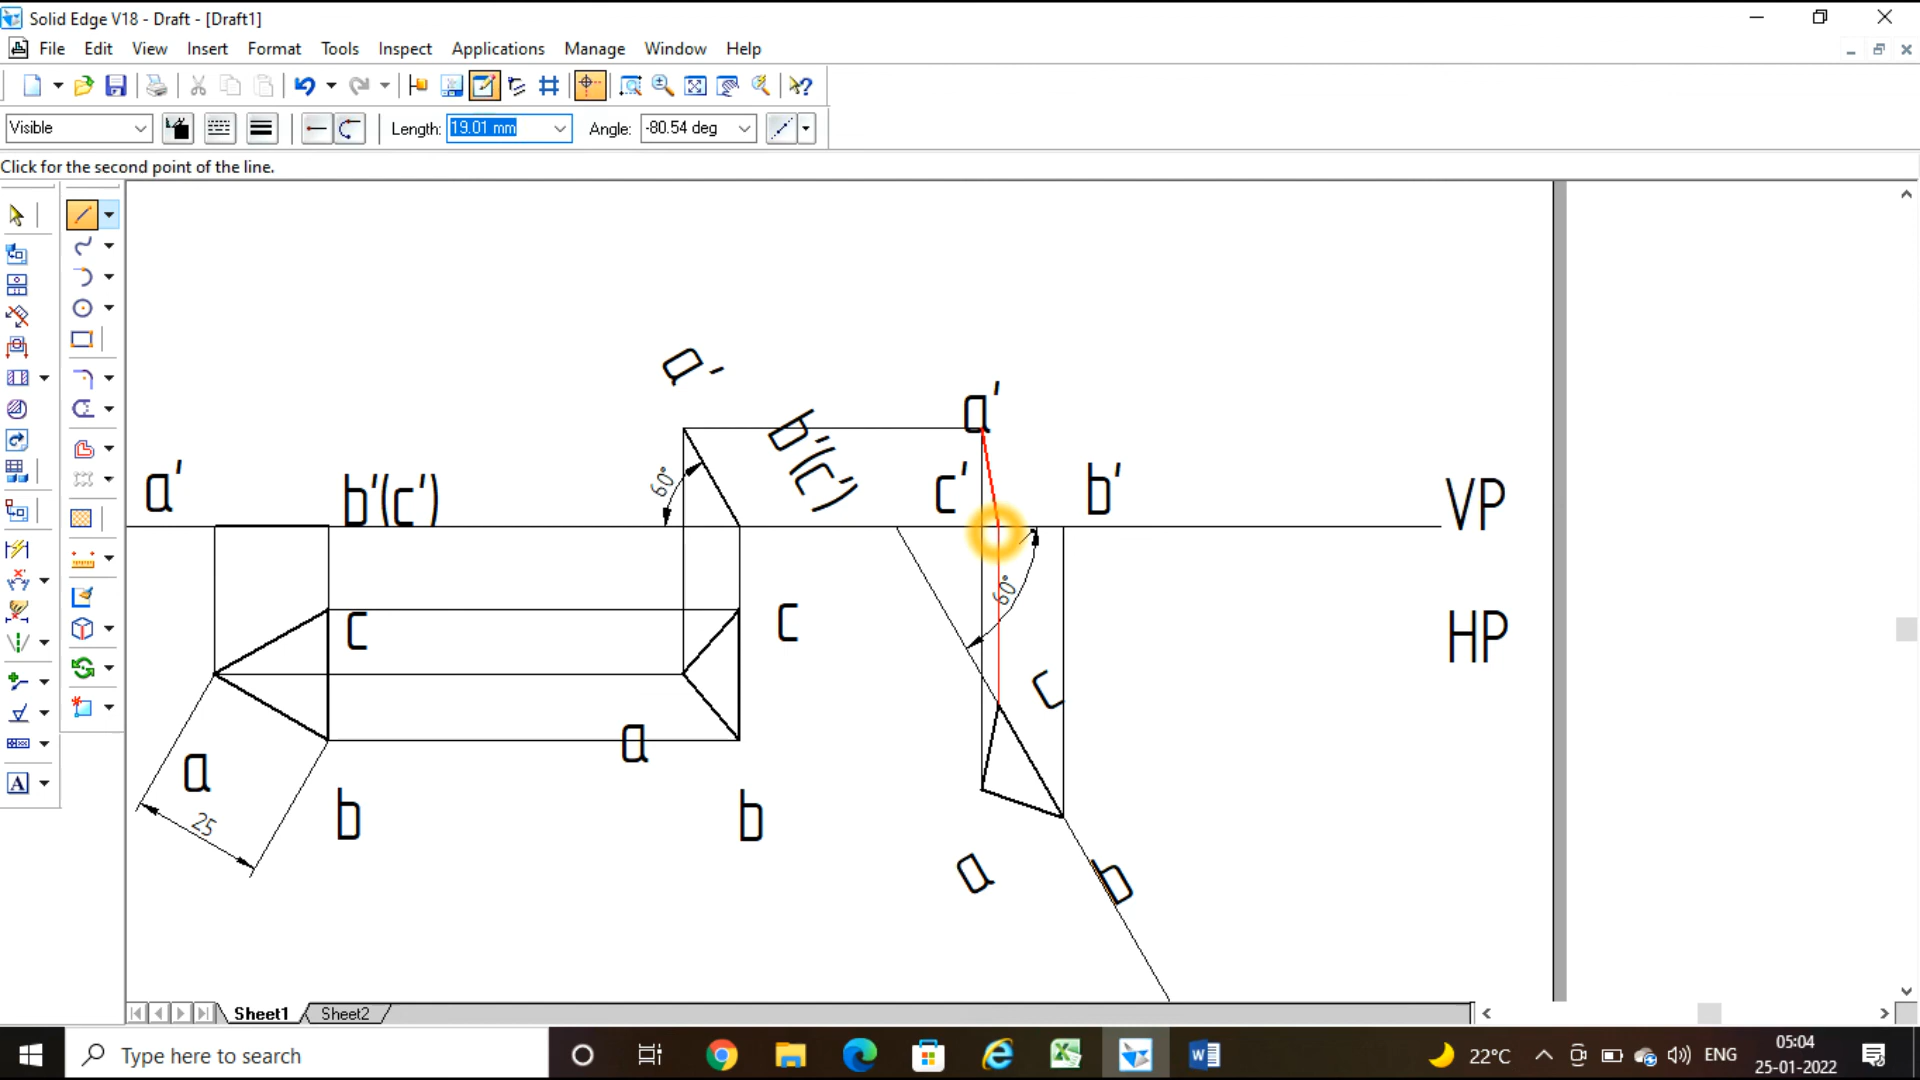 Solid Edge V18 - Draft - [Draft1]
File Edit View Insert Format Tools Inspect Applications Manage Window Help
Visible Length: 19.01 mm Angle: -80.54 deg
Click for the second point of the line.
a'
a'
b'(c')
60°
c'
b'
a'
b'(c')
VP
60°
c
c
HP
c
a
a
25
b
b
a
b
Sheet1 Sheet2
Type here to search
22°C ENG
05:04
25-01-2022